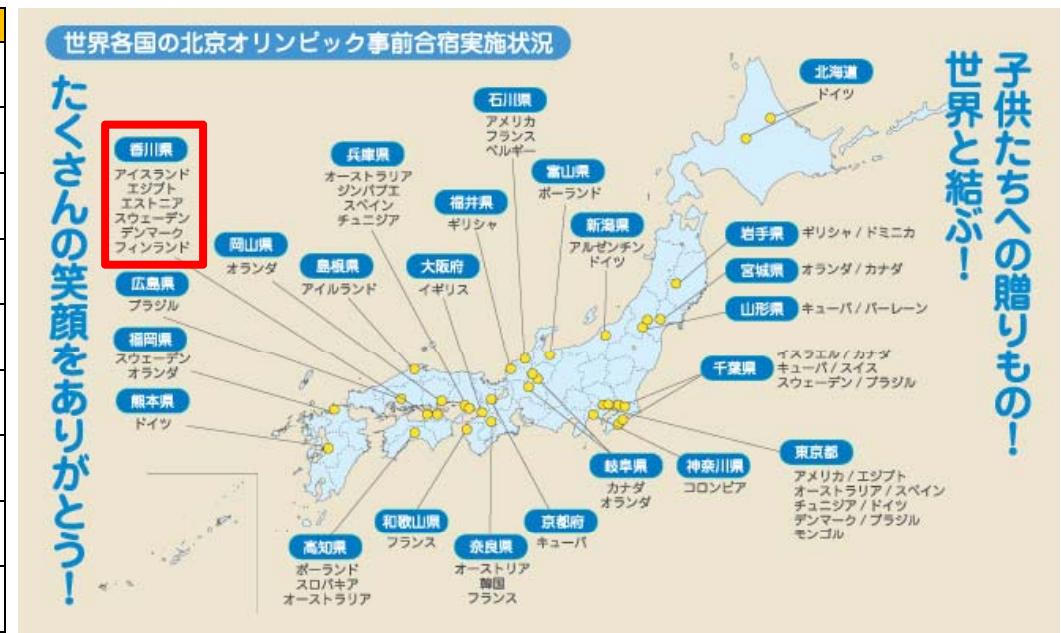 世界各国の北京オリンピック事前合宿実施状況
子供たちへの贈りもの!
世界と結ぶ!
たくさんの笑顔をありがとう!
北海道
ドイツ
石川県
アメリカ
フランス
ベルギー
香川県
アイスランド
エジプト
エストニア
スウェーデン
デンマーク
フィンランド
兵庫県
オーストラリア
ジンバブエ
スペイン
チュニジア
富山県
ポーランド
福井県
ギリシャ
新潟県
アルゼンチン
ドイツ
岩手県 ギリシャ / ドミニカ
岡山県
オランダ
島根県
アイルランド
大阪府
イギリス
宮城県 オランダ / カナダ
広島県
ブラジル
山形県 キューバ / バーレーン
福岡県
スウェーデン
オランダ
千葉県
イスラエル / カナダ
キューバ / スイス
スウェーデン / ブラジル
熊本県
ドイツ
東京都
アメリカ / エジプト
オーストラリア / スペイン
チュニジア / ドイツ
デンマーク / ブラジル
モンゴル
岐阜県
カナダ
オランダ
神奈川県
コロンビア
和歌山県
フランス
京都府
キューバ
高知県
ポーランド
スロバキア
オーストラリア
奈良県
オーストリア
韓国
フランス